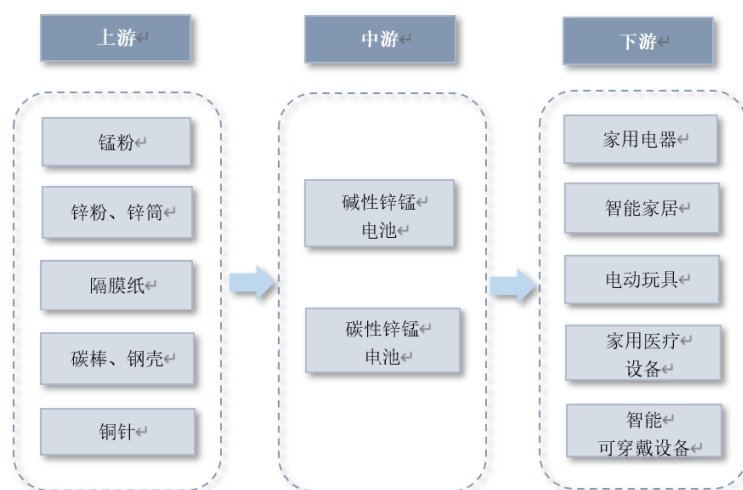 上游
中游
下游
锰粉
锌粉、锌筒
隔膜纸
碳棒、钢壳
铜针
碱性锌锰
电池
碳性锌锰
电池
家用电器
智能家居
电动玩具
家用医疗
设备
智能
可穿戴设备